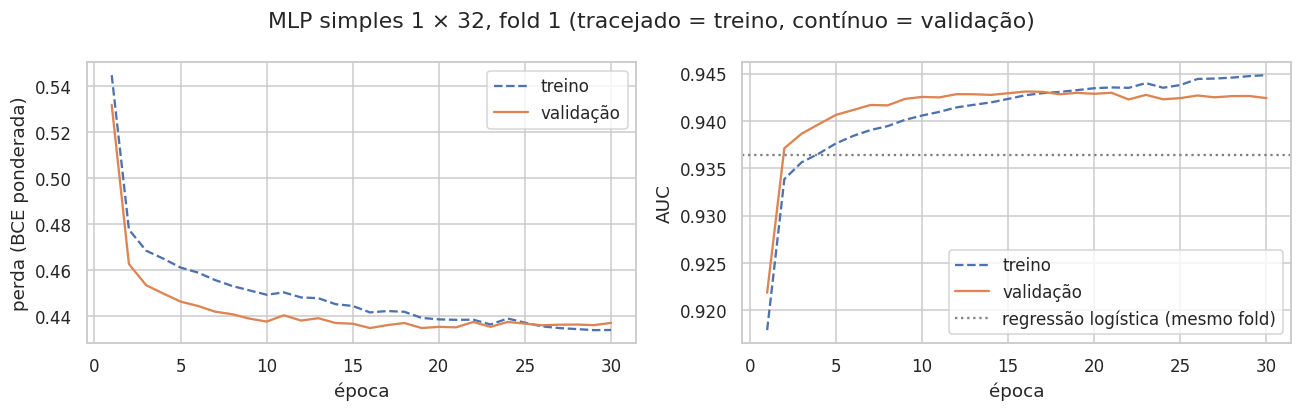 MLP simples 1 × 32, fold 1 (tracejado = treino, contínuo = validação)
perda (BCE ponderada)
0.54
0.52
0.50
0.48
0.46
0.44
0 5 10 15 20 25 30
época
treino
validação
AUC
0.945
0.940
0.935
0.930
0.925
0.920
0 5 10 15 20 25 30
época
treino
validação
regressão logística (mesmo fold)